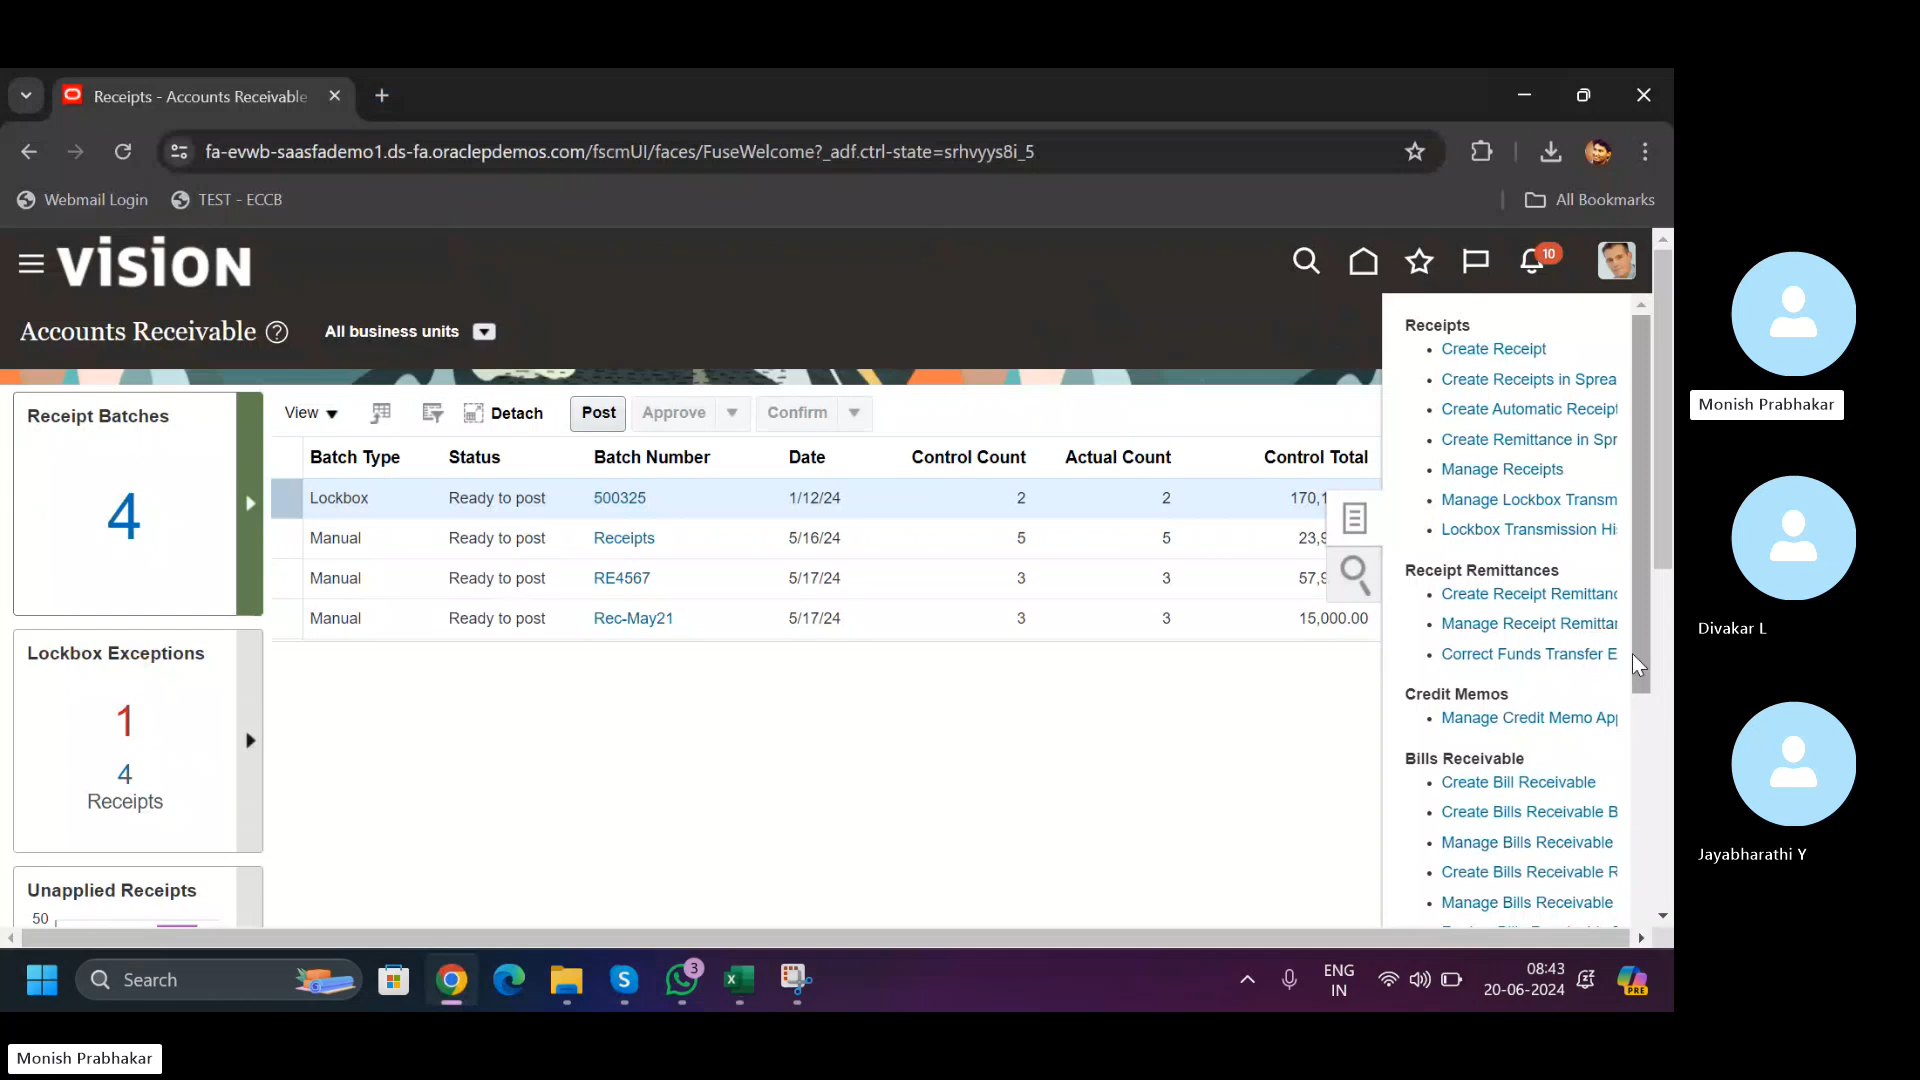 Receipts - Accounts Receivable
fa-evwb-saasfademo1.ds-fa.oraclepdemos.com/fscmUI/faces/FuseWelcome?_adf.ctrl-state=srhvyys8i_5
Webmail Login TEST - ECCB All Bookmarks
VISION
10
Accounts Receivable ? All business units
Receipt Batches
4
Lockbox Exceptions
1
4
Receipts
Unapplied Receipts
50
View Detach Post Approve Confirm
Batch Type Status Batch Number Date Control Count Actual Count Control Total
Lockbox Ready to post 500325 1/12/24 2 2 170,1
Manual Ready to post Receipts 5/16/24 5 5 23,9
Manual Ready to post RE4567 5/17/24 3 3 57,9
Manual Ready to post Rec-May21 5/17/24 3 3 15,000.00
Receipts
Create Receipt
Create Receipts in Sprea
Create Automatic Receipt
Create Remittance in Spr
Manage Receipts
Manage Lockbox Transm
Lockbox Transmission Hi
Receipt Remittances
Create Receipt Remittanc
Manage Receipt Remittar
Correct Funds Transfer E
Credit Memos
Manage Credit Memo App
Bills Receivable
Create Bill Receivable
Create Bills Receivable B
Manage Bills Receivable
Create Bills Receivable R
Manage Bills Receivable
Monish Prabhakar
Divakar L
Jayabharathi Y
Search
3
ENG
IN
08:43
20-06-2024
PRE
Monish Prabhakar